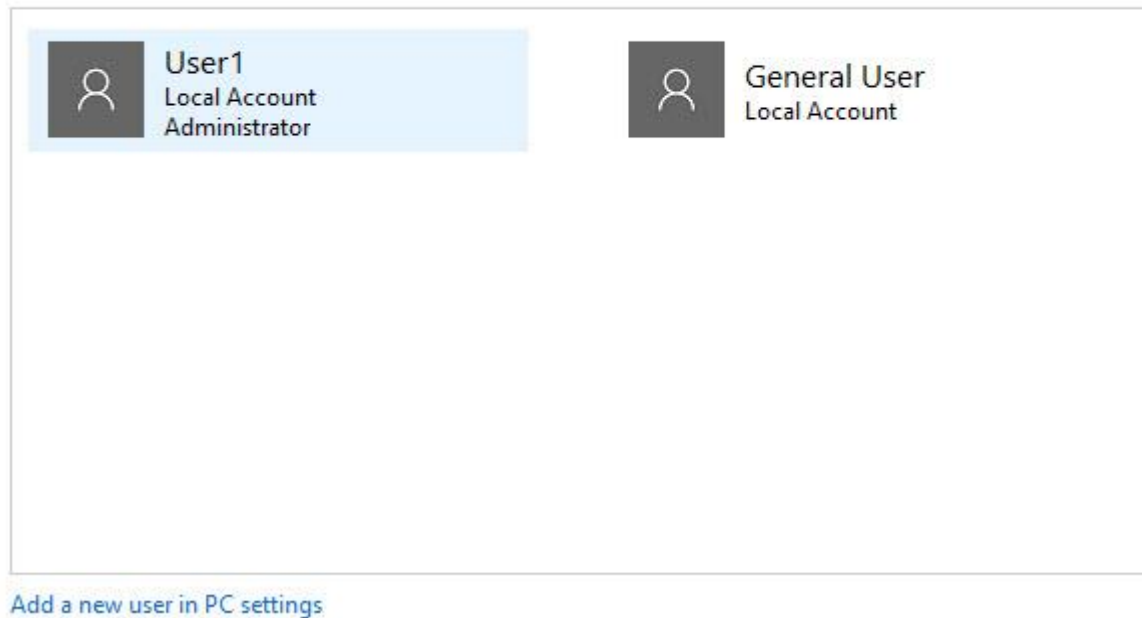 User1
Local Account
Administrator
General User
Local Account
Add a new user in PC settings